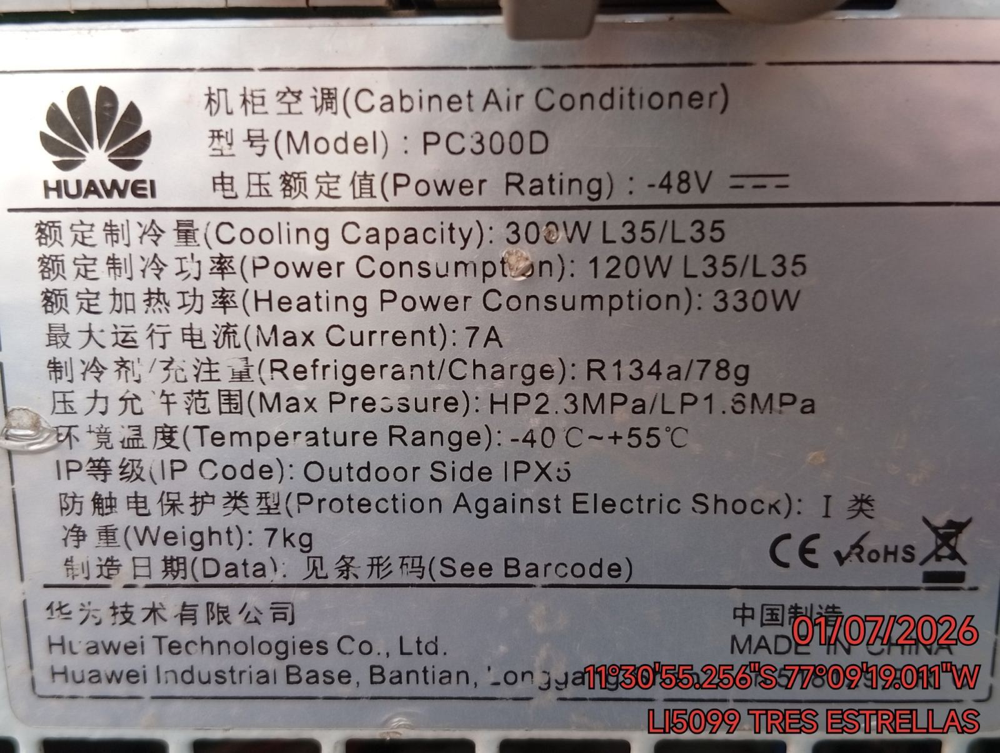 HUAWEI
机柜空调(Cabinet Air Conditioner)
型号(Model) : PC300D
电压额定值(Power Rating) : -48V
额定制冷量(Cooling Capacity): 300W L35/L35
额定制冷功率(Power Consumption): 120W L35/L35
额定加热功率(Heating Power Consumption): 330W
最大运行电流(Max Current): 7A
制冷剂/充注量(Refrigerant/Charge): R134a/78g
压力允许范围(Max Pressure): HP2.3MPa/LP1.6MPa
环境温度(Temperature Range): -40℃~+55℃
IP等级(IP Code): Outdoor Side IPX5
防触电保护类型(Protection Against Electric Shock): I 类
净重(Weight): 7kg
制造日期(Data): 见条形码(See Barcode)
CE RoHS
华为技术有限公司
Huawei Technologies Co., Ltd.
Huawei Industrial Base, Bantian, Longgang
中国制造
MADE IN CHINA
01/07/2026
11°30'55.256"S 77°09'19.011"W
LI5099 TRES ESTRELLAS